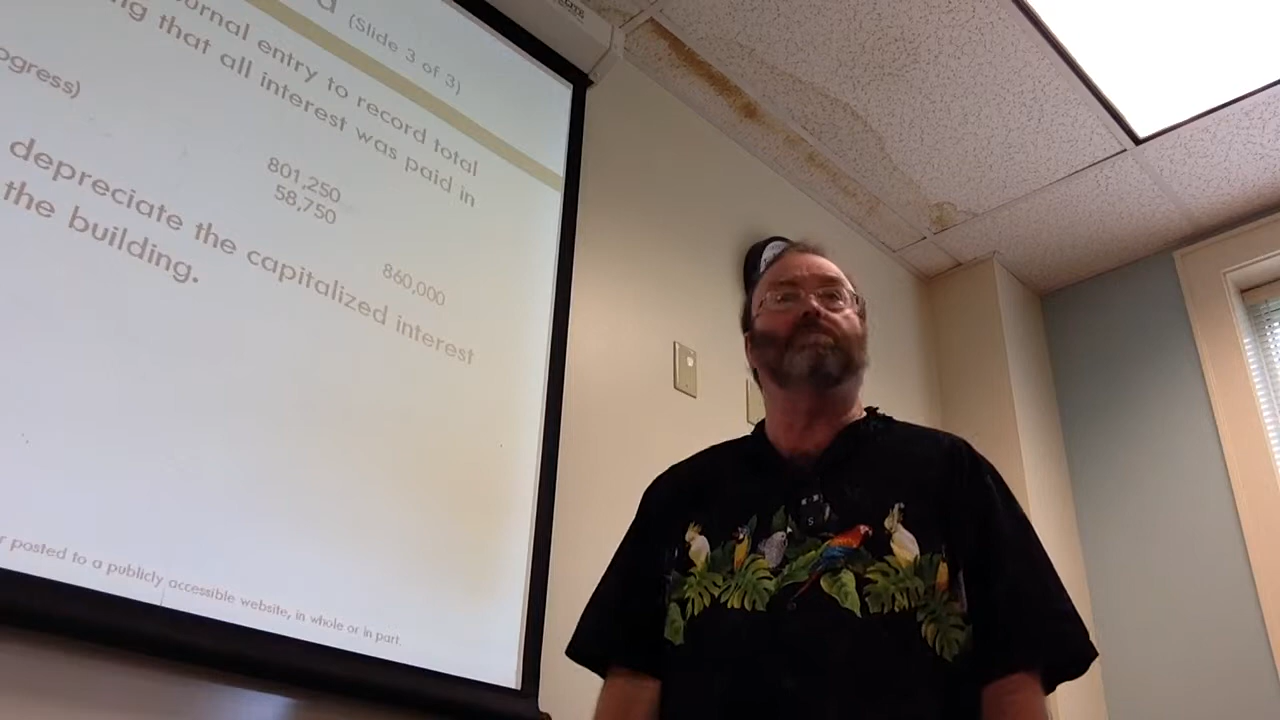 (Slide 3 of 3)
ournal entry to record total
ng that all interest was paid in
ogress)
801,250
58,750
860,000
depreciate the capitalized interest
the building.
r posted to a publicly accessible website, in whole or in part.